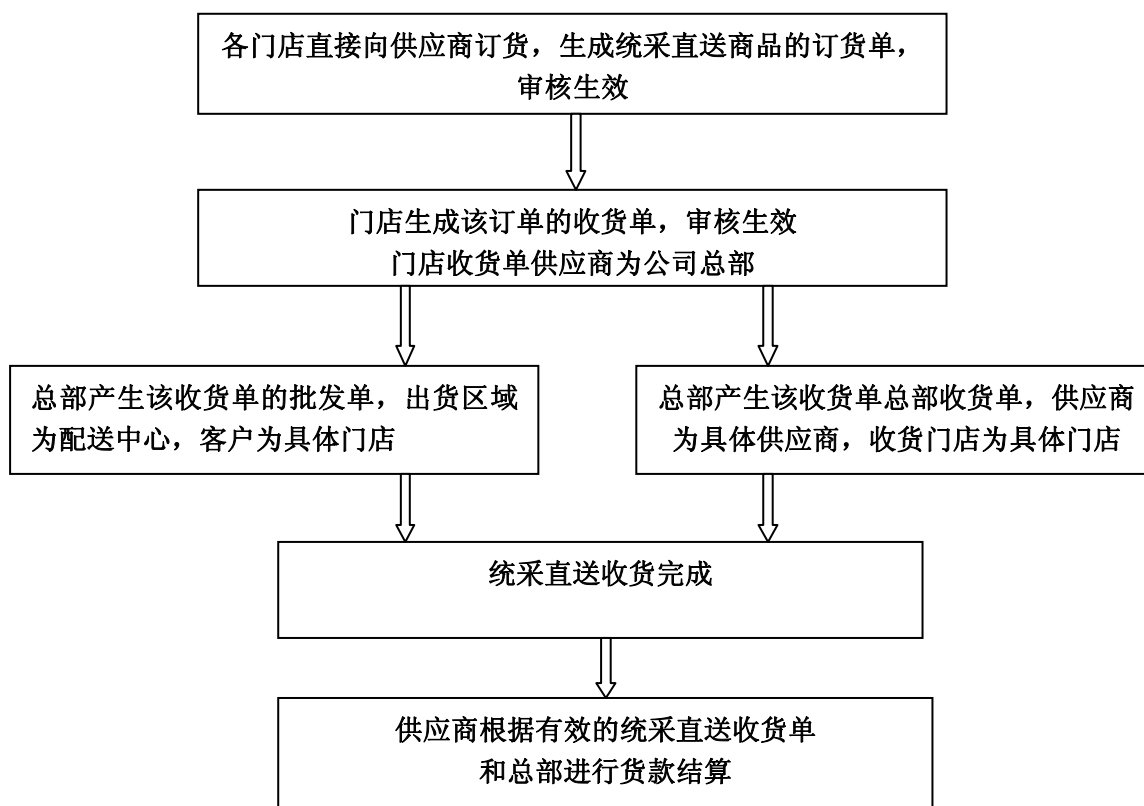 各门店直接向供应商订货，生成统采直送商品的订货单，
审核生效
门店生成该订单的收货单，审核生效
门店收货单供应商为公司总部
总部产生该收货单的批发单，出货区域
为配送中心，客户为具体门店
总部产生该收货单总部收货单，供应商
为具体供应商，收货门店为具体门店
统采直送收货完成
供应商根据有效的统采直送收货单
和总部进行货款结算